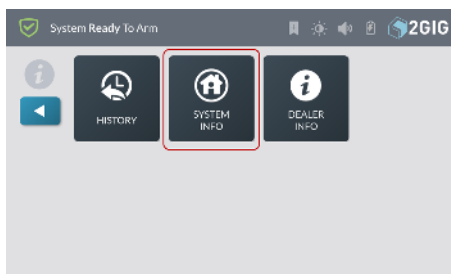 System Ready To Arm
2GIG
HISTORY
SYSTEM
INFO
DEALER
INFO